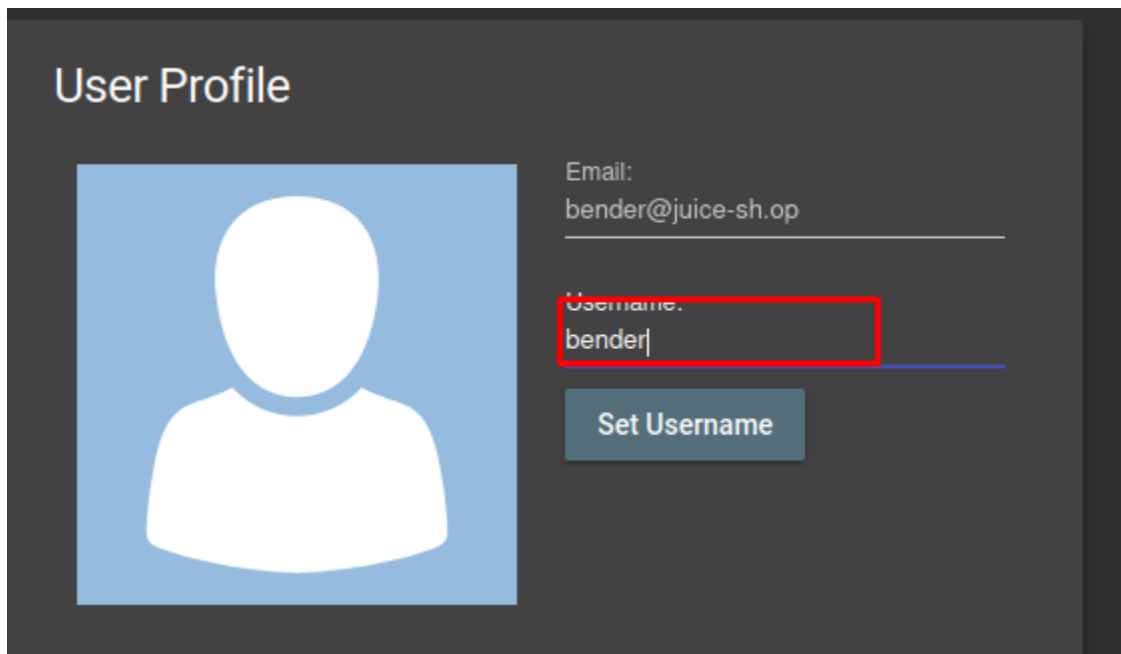 User Profile
Email:
bender@juice-sh.op
Username:
bender
Set Username